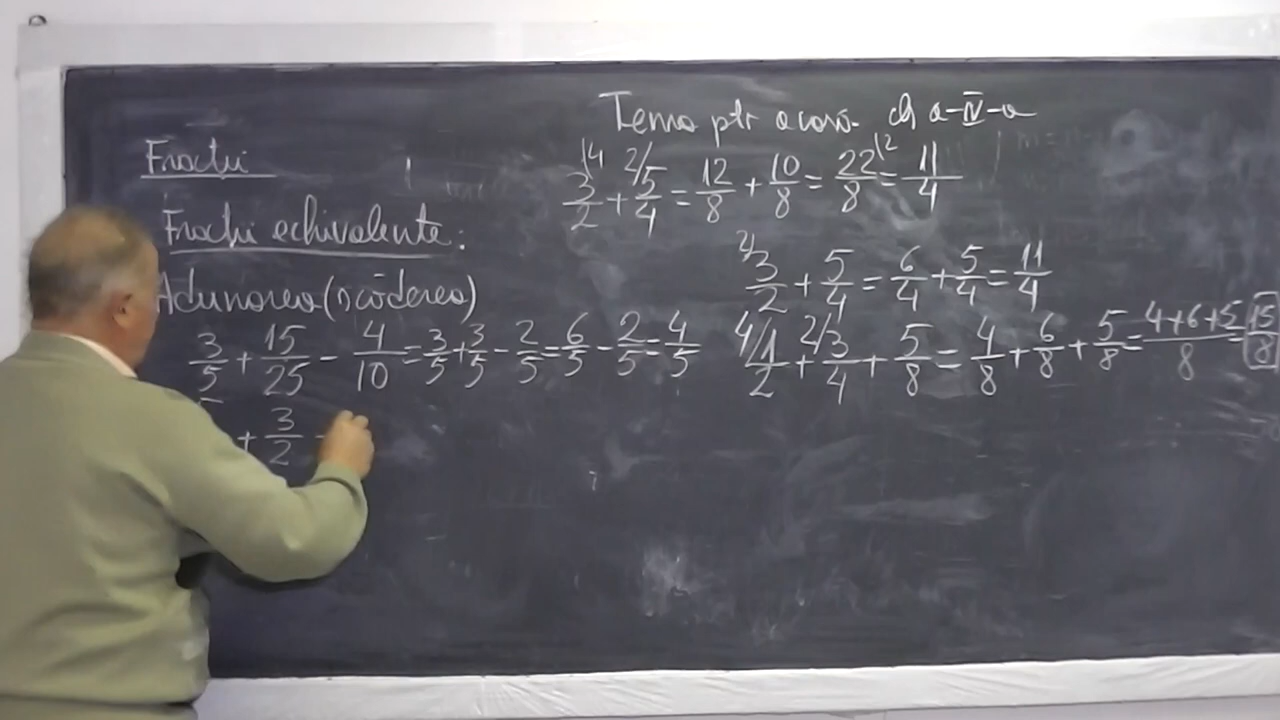 Fracții
Fracții echivalente:
Adunarea (scăderea)
3/5 + 15/25 - 4/10 = 3/5 + 3/5 - 2/5 = 6/5 - 2/5 = 4/5
+ 3/2 -
Tema ptr acasă cls a-IV-a
3/2 + 5/4 = 12/8 + 10/8 = 22/8 = 11/4
3/2 + 5/4 = 6/4 + 5/4 = 11/4
1/2 + 3/4 + 5/8 = 4/8 + 6/8 + 5/8 = 4+6+5/8 = 15/8